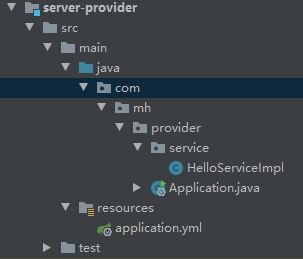 server-provider
src
main
java
com
mh
provider
service
HelloServiceImpl
Application.java
resources
application.yml
test